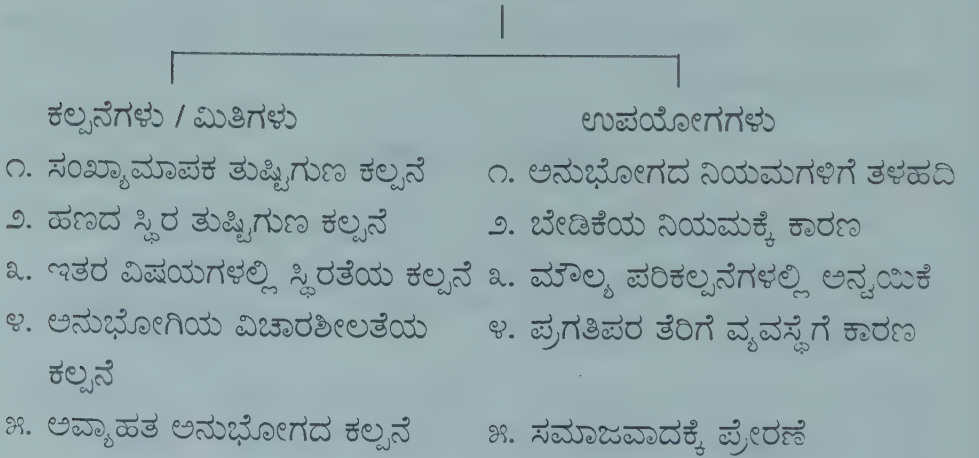 ಕಲ್ಪನೆಗಳು / ಮಿತಿಗಳು
೧. ಸಂಖ್ಯಾಮಾಪಕ ತುಷ್ಟಿಗುಣ ಕಲ್ಪನೆ
೨. ಹಣದ ಸ್ಥಿರ ತುಷ್ಟಿಗುಣ ಕಲ್ಪನೆ
೩. ಇತರ ವಿಷಯಗಳಲ್ಲಿ ಸ್ಥಿರತೆಯ ಕಲ್ಪನೆ
೪. ಅನುಭೋಗಿಯ ವಿಚಾರಶೀಲತೆಯ
ಕಲ್ಪನೆ
೫. ಅವ್ಯಾಹತ ಅನುಭೋಗದ ಕಲ್ಪನೆ
ಉಪಯೋಗಗಳು
೧. ಅನುಭೋಗದ ನಿಯಮಗಳಿಗೆ ತಳಹದಿ
೨. ಬೇಡಿಕೆಯ ನಿಯಮಕ್ಕೆ ಕಾರಣ
೩. ಮೌಲ್ಯ ಪರಿಕಲ್ಪನೆಗಳಲ್ಲಿ ಅನ್ವಯಿಕೆ
೪. ಪ್ರಗತಿಪರ ತೆರಿಗೆ ವ್ಯವಸ್ಥೆಗೆ ಕಾರಣ
೫. ಸಮಾಜವಾದಕ್ಕೆ ಪ್ರೇರಣೆ